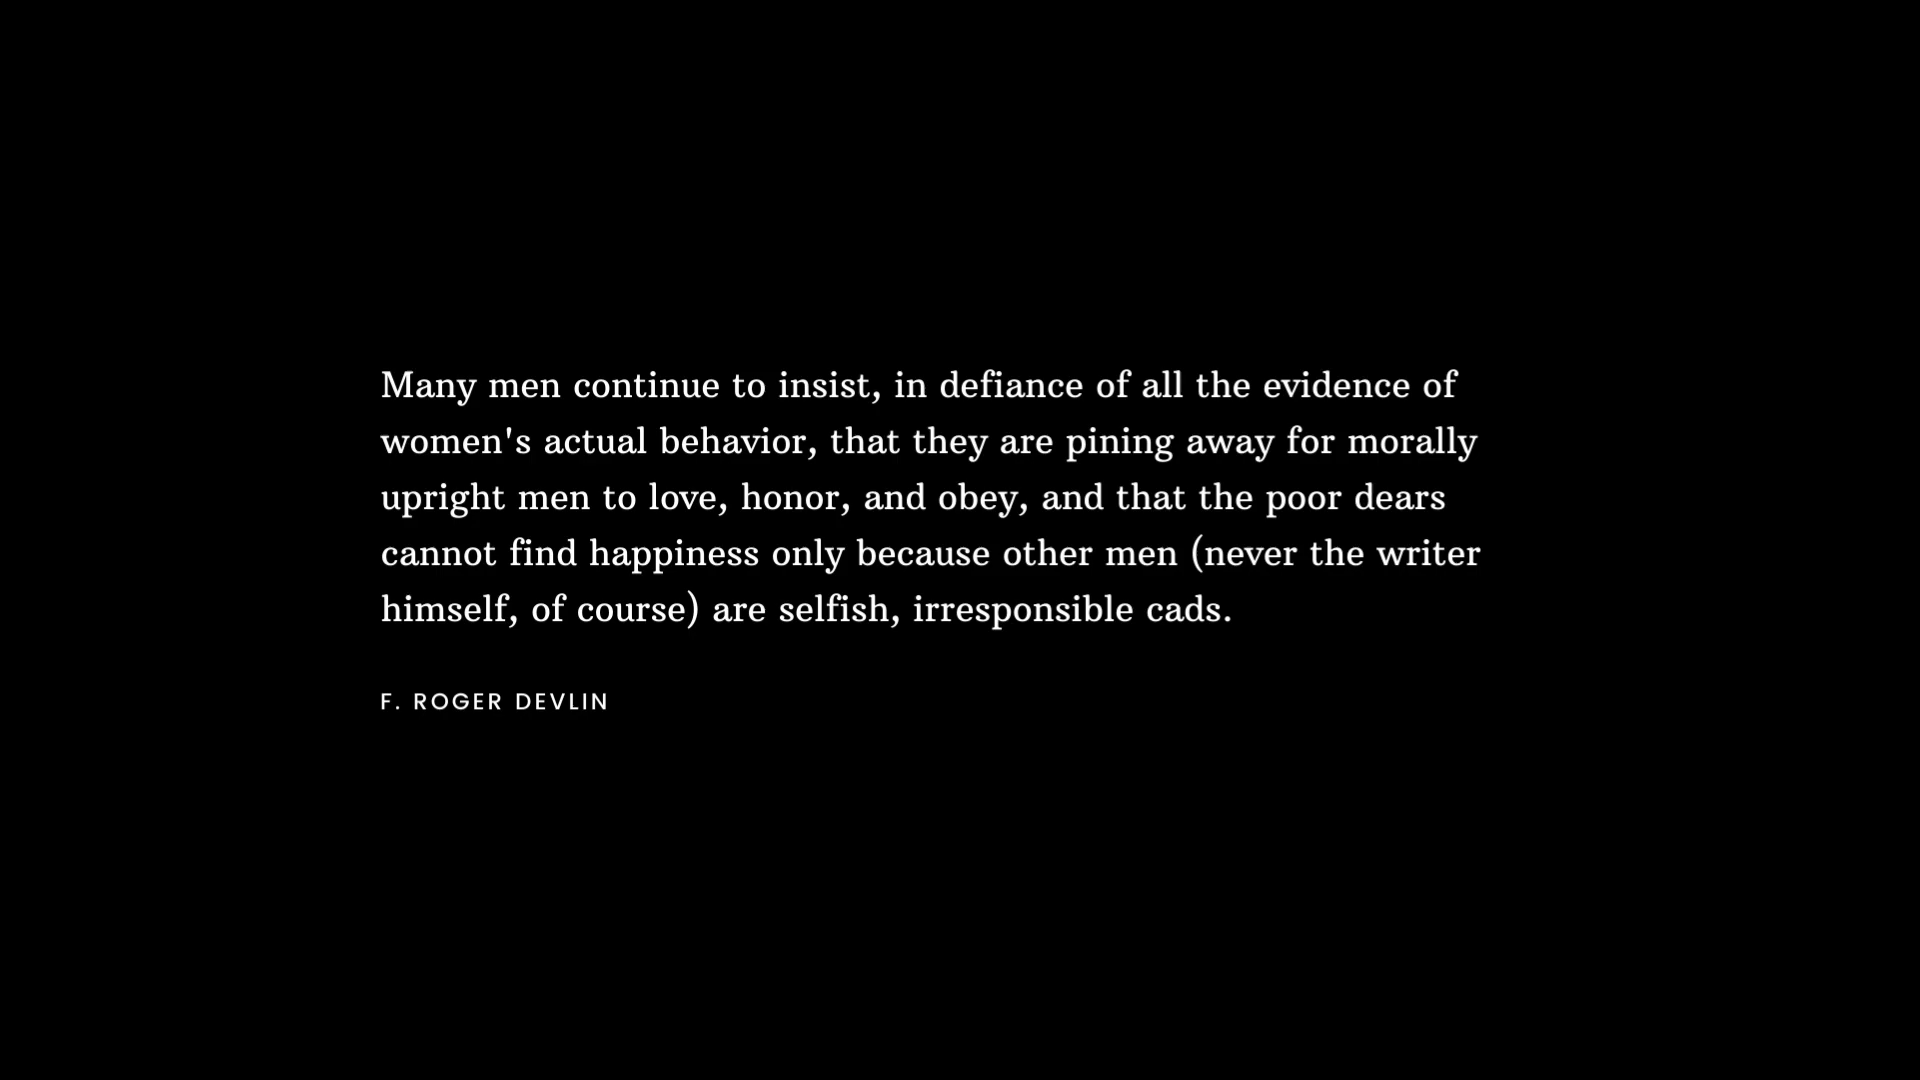 Many men continue to insist, in defiance of all the evidence of
women's actual behavior, that they are pining away for morally
upright men to love, honor, and obey, and that the poor dears
cannot find happiness only because other men (never the writer
himself, of course) are selfish, irresponsible cads.
F. ROGER DEVLIN